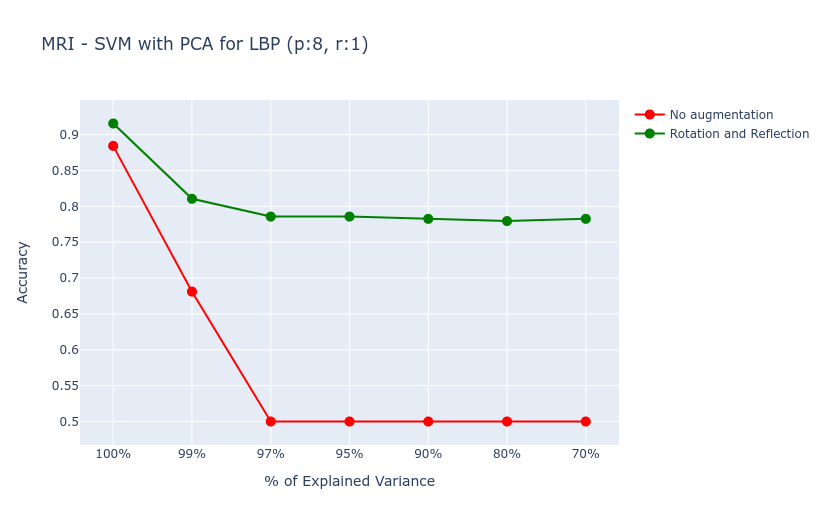 MRI - SVM with PCA for LBP (p:8, r:1)
No augmentation
Rotation and Reflection
Accuracy
0.9
0.85
0.8
0.75
0.7
0.65
0.6
0.55
0.5
100% 99% 97% 95% 90% 80% 70%
% of Explained Variance